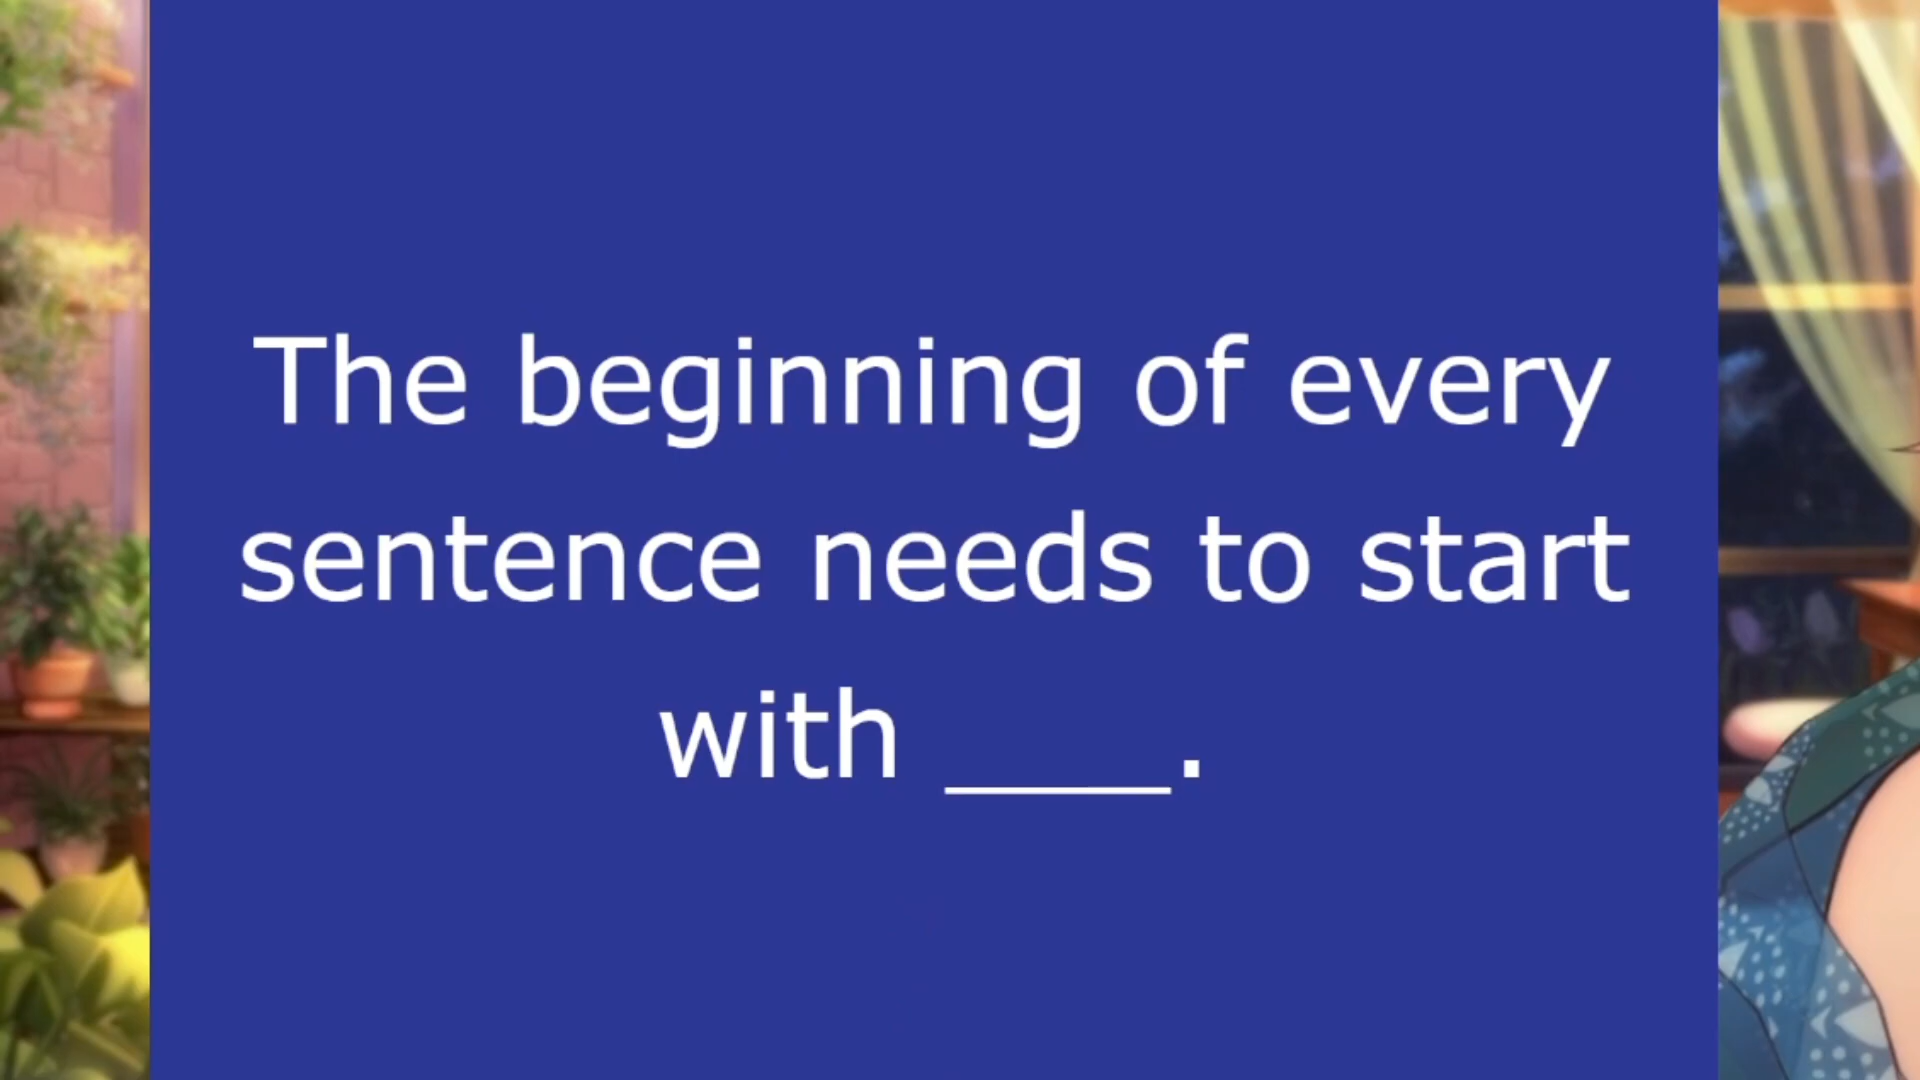 The beginning of every
sentence needs to start
with ____.